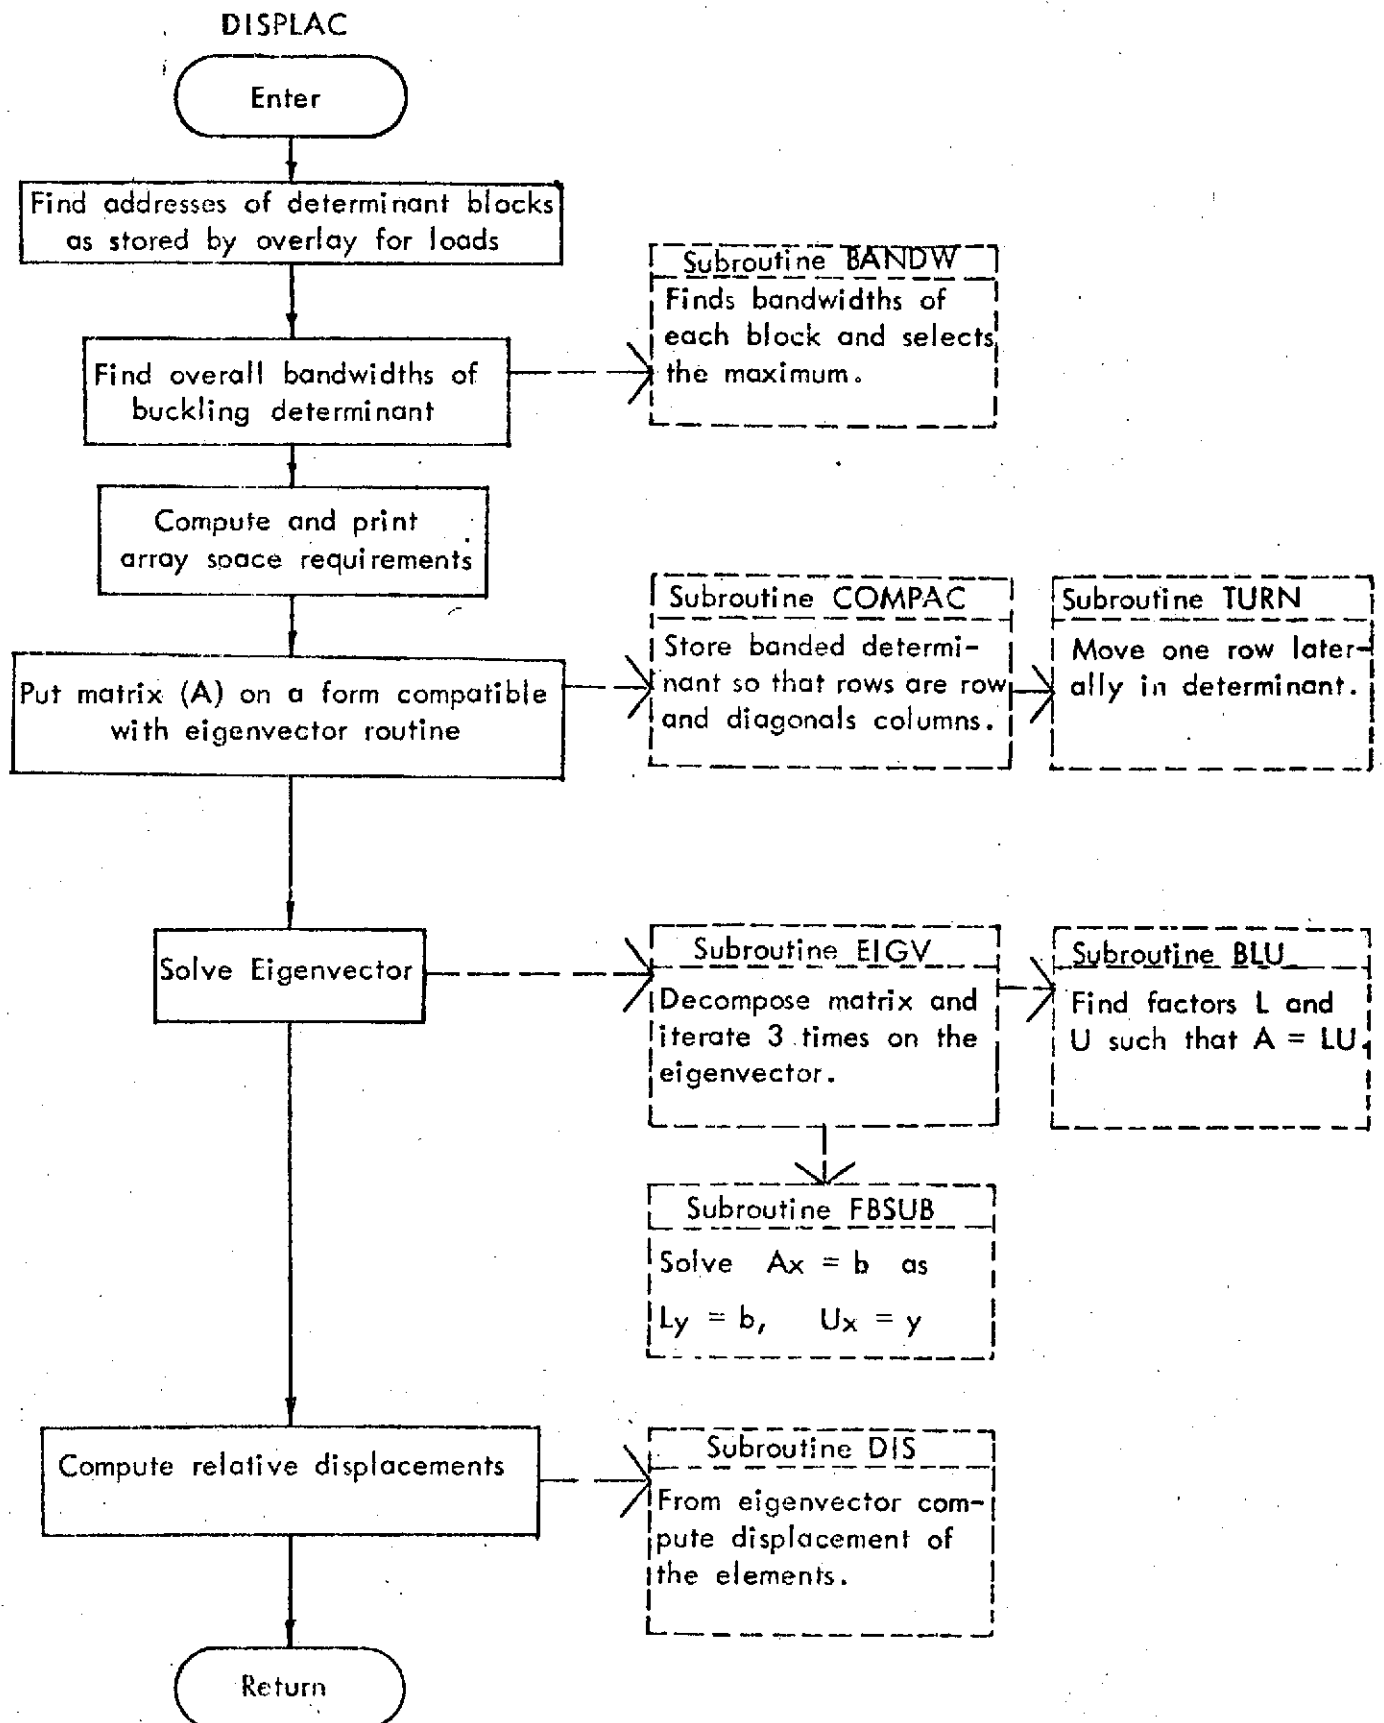 DISPLAC
Enter
Find addresses of determinant blocks
as stored by overlay for loads
Subroutine BANDW
Finds bandwidths of
each block and selects
the maximum.
Find overall bandwidths of
buckling determinant
Compute and print
array space requirements
Subroutine COMPAC
Store banded determi-
nant so that rows are row
and diagonals columns.
Subroutine TURN
Move one row later-
ally in determinant.
Put matrix (A) on a form compatible
with eigenvector routine
Solve Eigenvector
Subroutine EIGV
Decompose matrix and
iterate 3 times on the
eigenvector.
Subroutine BLU
Find factors L and
U such that A = LU.
Subroutine FBSUB
Solve Ax = b as
Ly = b, Ux = y
Compute relative displacements
Subroutine DIS
From eigenvector com-
pute displacement of
the elements.
Return